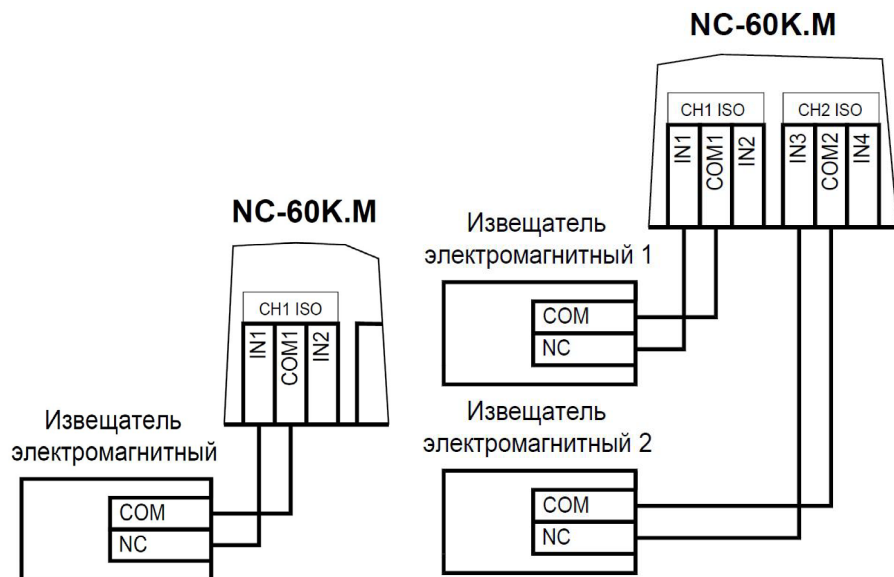 NC-60K.M
CH1 ISO
IN1
COM1
IN2
Извещатель
электромагнитный
COM
NC
NC-60K.M
CH1 ISO
CH2 ISO
IN1
COM1
IN2
IN3
COM2
IN4
Извещатель
электромагнитный 1
COM
NC
Извещатель
электромагнитный 2
COM
NC